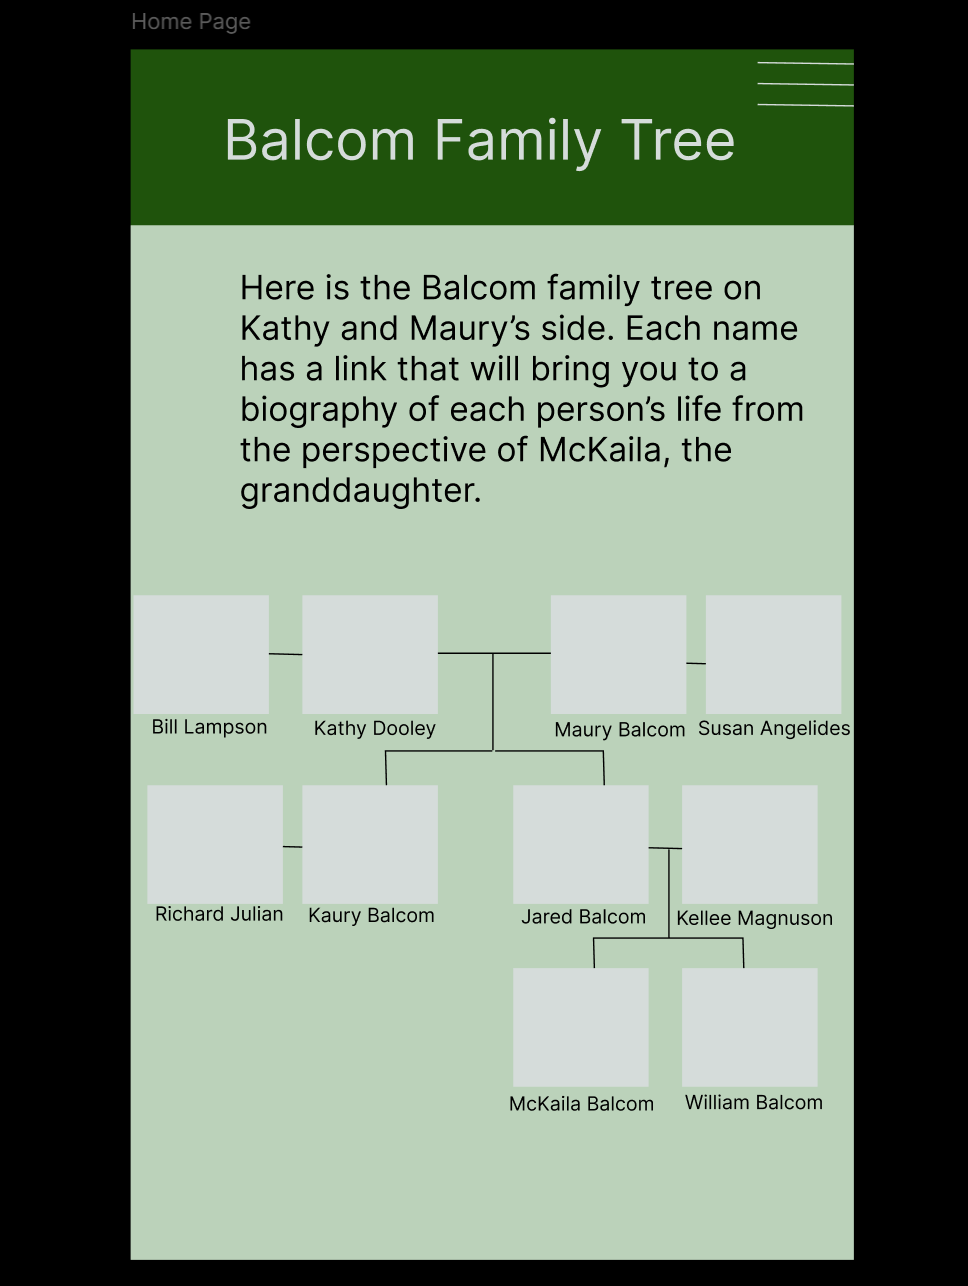 Home Page
Balcom Family Tree
Here is the Balcom family tree on
Kathy and Maury’s side. Each name
has a link that will bring you to a
biography of each person’s life from
the perspective of McKaila, the
granddaughter.
Bill Lampson Kathy Dooley Maury Balcom Susan Angelides
Richard Julian Kaury Balcom Jared Balcom Kellee Magnuson
McKaila Balcom William Balcom